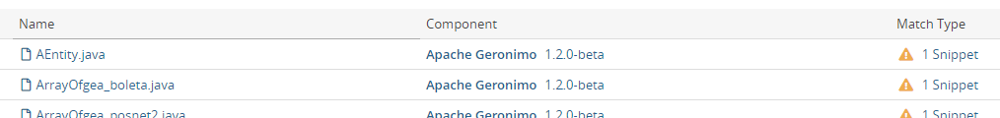 Name Component Match Type
AEntity.java Apache Geronimo 1.2.0-beta 1 Snippet
ArrayOfgea_boleta.java Apache Geronimo 1.2.0-beta 1 Snippet
ArrayOfgea_posnet2.java Apache Geronimo 1.2.0-beta 1 Snippet